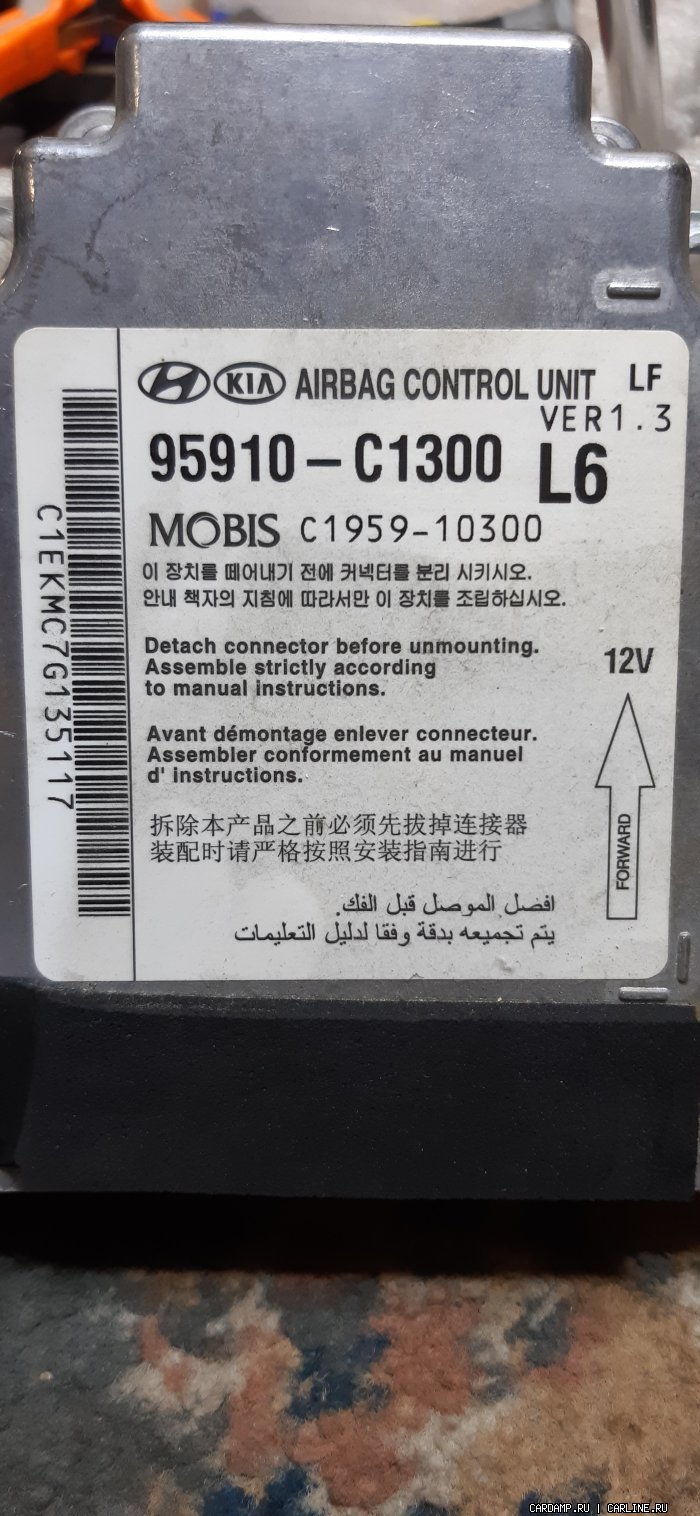 KIA AIRBAG CONTROL UNIT LF
VER1.3
95910-C1300 L6
MOBIS C1959-10300
이 장치를 떼어내기 전에 커넥터를 분리 시키시오.
안내 책자의 지침에 따라서만 이 장치를 조립하십시오.
Detach connector before unmounting.
Assemble strictly according
to manual instructions.
12V
Avant démontage enlever connecteur.
Assembler conformement au manuel
d' instructions.
FORWARD
拆除本产品之前必须先拔掉连接器
装配时请严格按照安装指南进行
افصل الموصل قبل الفك.
يتم تجميعه بدقة وفقا لدليل التعليمات
C1EKMC7G135117
CARDAMP.RU | CARLINE.RU